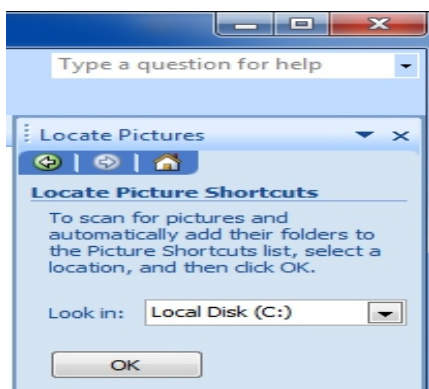 Type a question for help
Locate Pictures
Locate Picture Shortcuts
To scan for pictures and
automatically add their folders to
the Picture Shortcuts list, select a
location, and then click OK.
Look in: Local Disk (C:)
OK